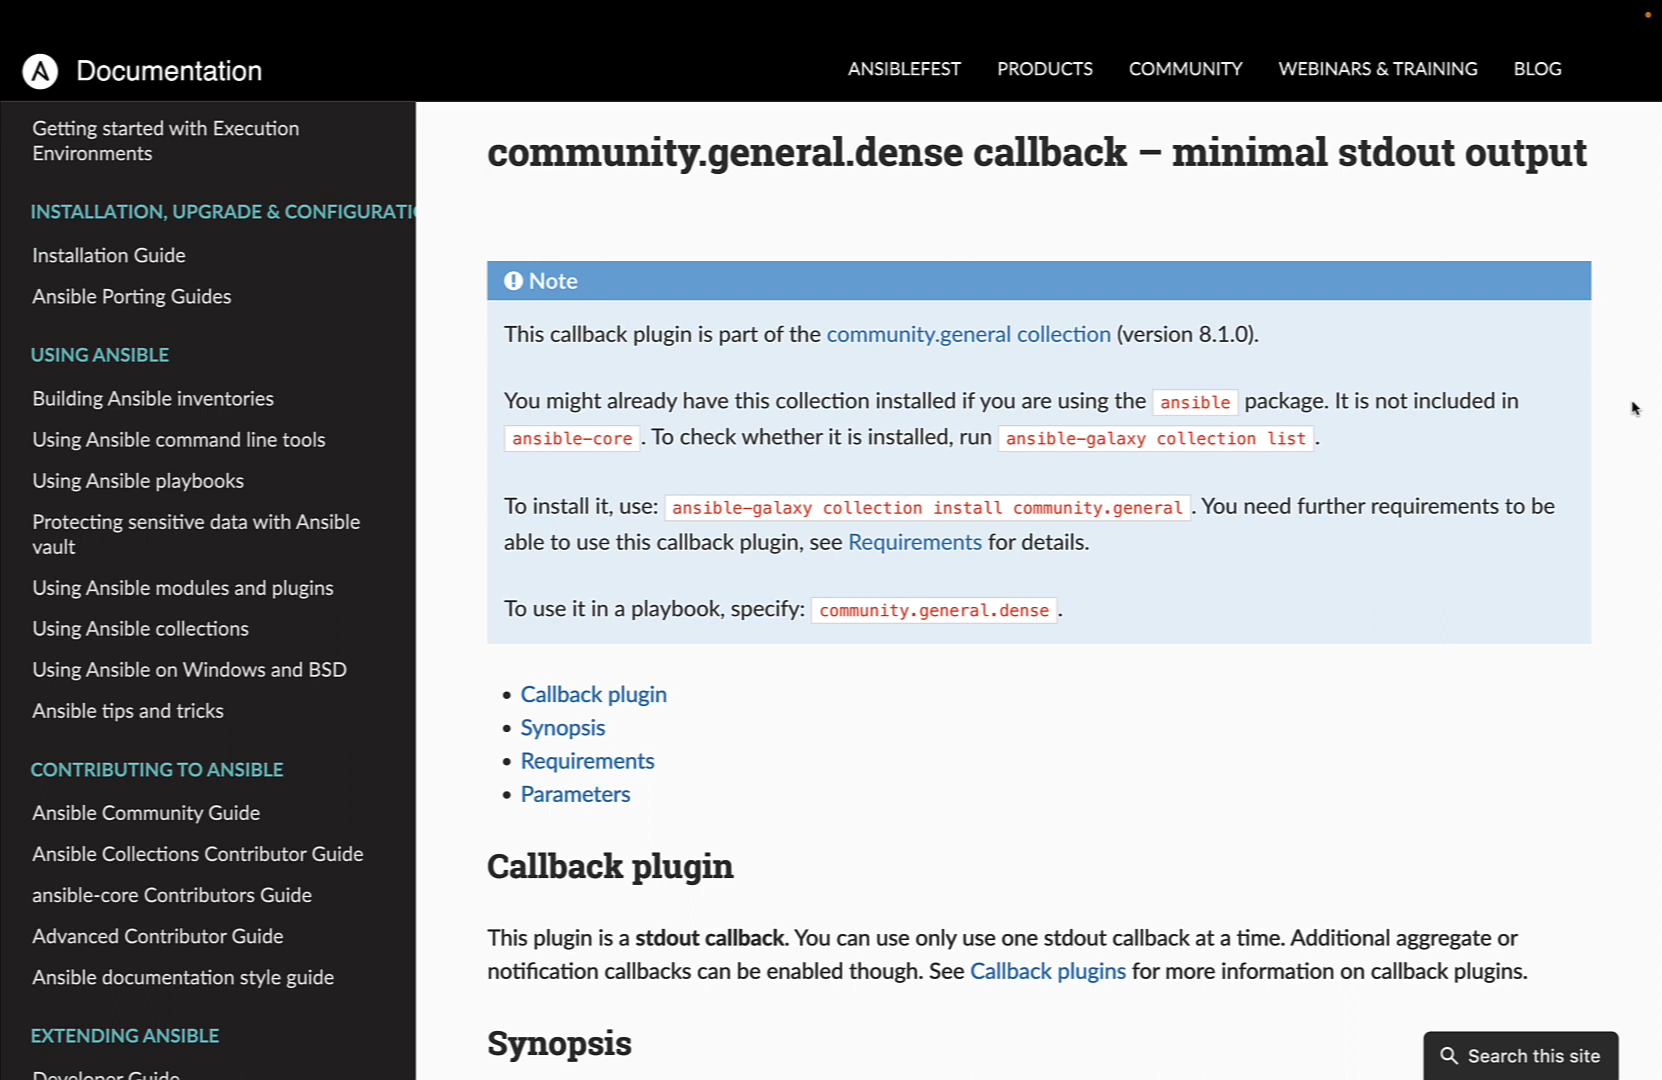 Documentation
ANSIBLEFEST
PRODUCTS
COMMUNITY
WEBINARS & TRAINING
BLOG
Getting started with Execution
Environments
INSTALLATION, UPGRADE & CONFIGURATI
Installation Guide
Ansible Porting Guides
USING ANSIBLE
Building Ansible inventories
Using Ansible command line tools
Using Ansible playbooks
Protecting sensitive data with Ansible
vault
Using Ansible modules and plugins
Using Ansible collections
Using Ansible on Windows and BSD
Ansible tips and tricks
CONTRIBUTING TO ANSIBLE
Ansible Community Guide
Ansible Collections Contributor Guide
ansible-core Contributors Guide
Advanced Contributor Guide
Ansible documentation style guide
EXTENDING ANSIBLE
Developer Guide
community.general.dense callback – minimal stdout output
Note
This callback plugin is part of the community.general collection (version 8.1.0).
You might already have this collection installed if you are using the ansible package. It is not included in
ansible-core. To check whether it is installed, run ansible-galaxy collection list.
To install it, use: ansible-galaxy collection install community.general. You need further requirements to be
able to use this callback plugin, see Requirements for details.
To use it in a playbook, specify: community.general.dense.
• Callback plugin
• Synopsis
• Requirements
• Parameters
Callback plugin
This plugin is a stdout callback. You can use only use one stdout callback at a time. Additional aggregate or
notification callbacks can be enabled though. See Callback plugins for more information on callback plugins.
Synopsis
Search this site